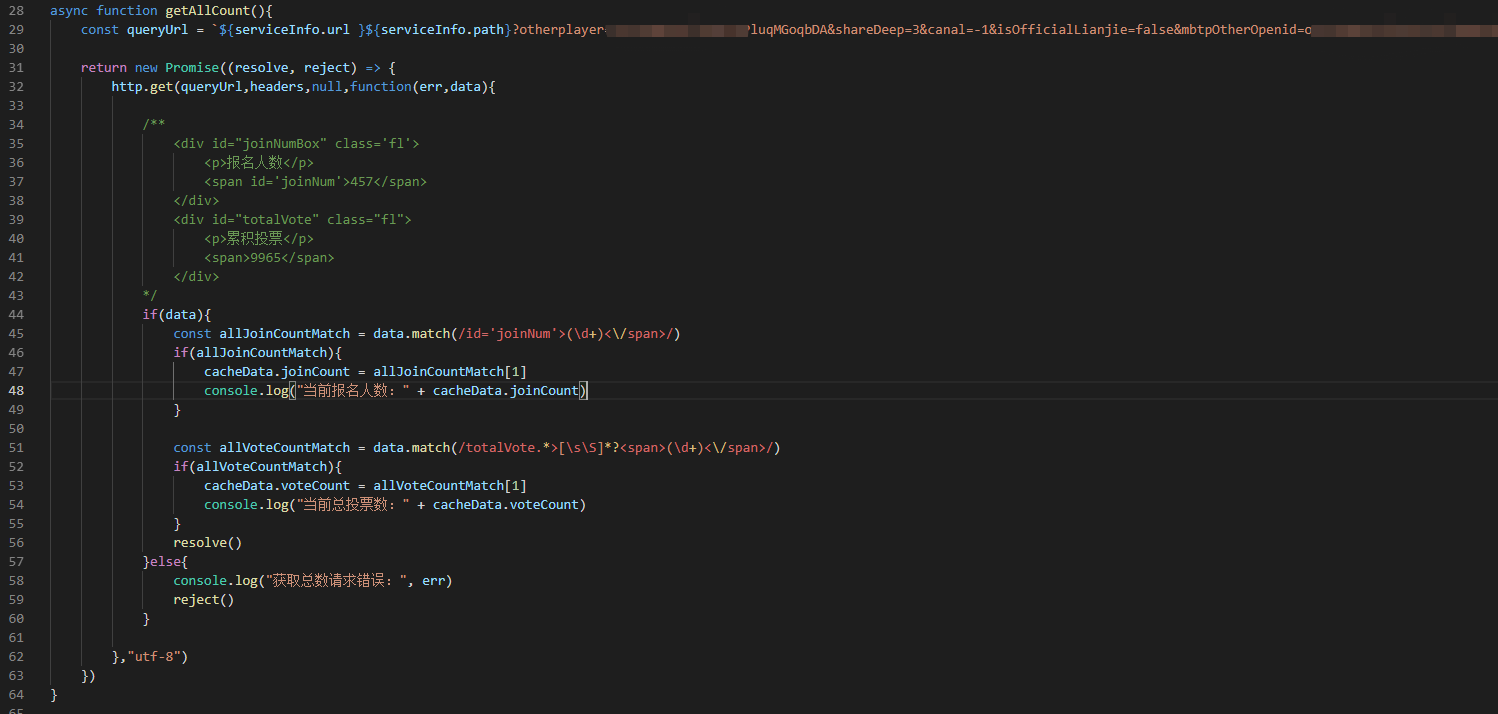 28 async function getAllCount(){
29 const queryUrl = `${serviceInfo.url }${serviceInfo.path}?otherplayer luqMGoqbDA&shareDeep=3&canal=-1&isOfficialLianjie=false&mbtpOtherOpenid=o
30
31 return new Promise((resolve, reject) => {
32 http.get(queryUrl,headers,null,function(err,data){
33
34 /**
35 <div id="joinNumBox" class='fl'>
36 <p>报名人数</p>
37 <span id='joinNum'>457</span>
38 </div>
39 <div id="totalVote" class="fl">
40 <p>累积投票</p>
41 <span>9965</span>
42 </div>
43 */
44 if(data){
45 const allJoinCountMatch = data.match(/id='joinNum'>(\d+)<\/span>/)
46 if(allJoinCountMatch){
47 cacheData.joinCount = allJoinCountMatch[1]
48 console.log("当前报名人数：" + cacheData.joinCount)
49 }
50
51 const allVoteCountMatch = data.match(/totalVote.*>[\s\S]*?<span>(\d+)<\/span>/)
52 if(allVoteCountMatch){
53 cacheData.voteCount = allVoteCountMatch[1]
54 console.log("当前总投票数：" + cacheData.voteCount)
55 }
56 resolve()
57 }else{
58 console.log("获取总数请求错误：", err)
59 reject()
60 }
61
62 },"utf-8")
63 })
64 }
65